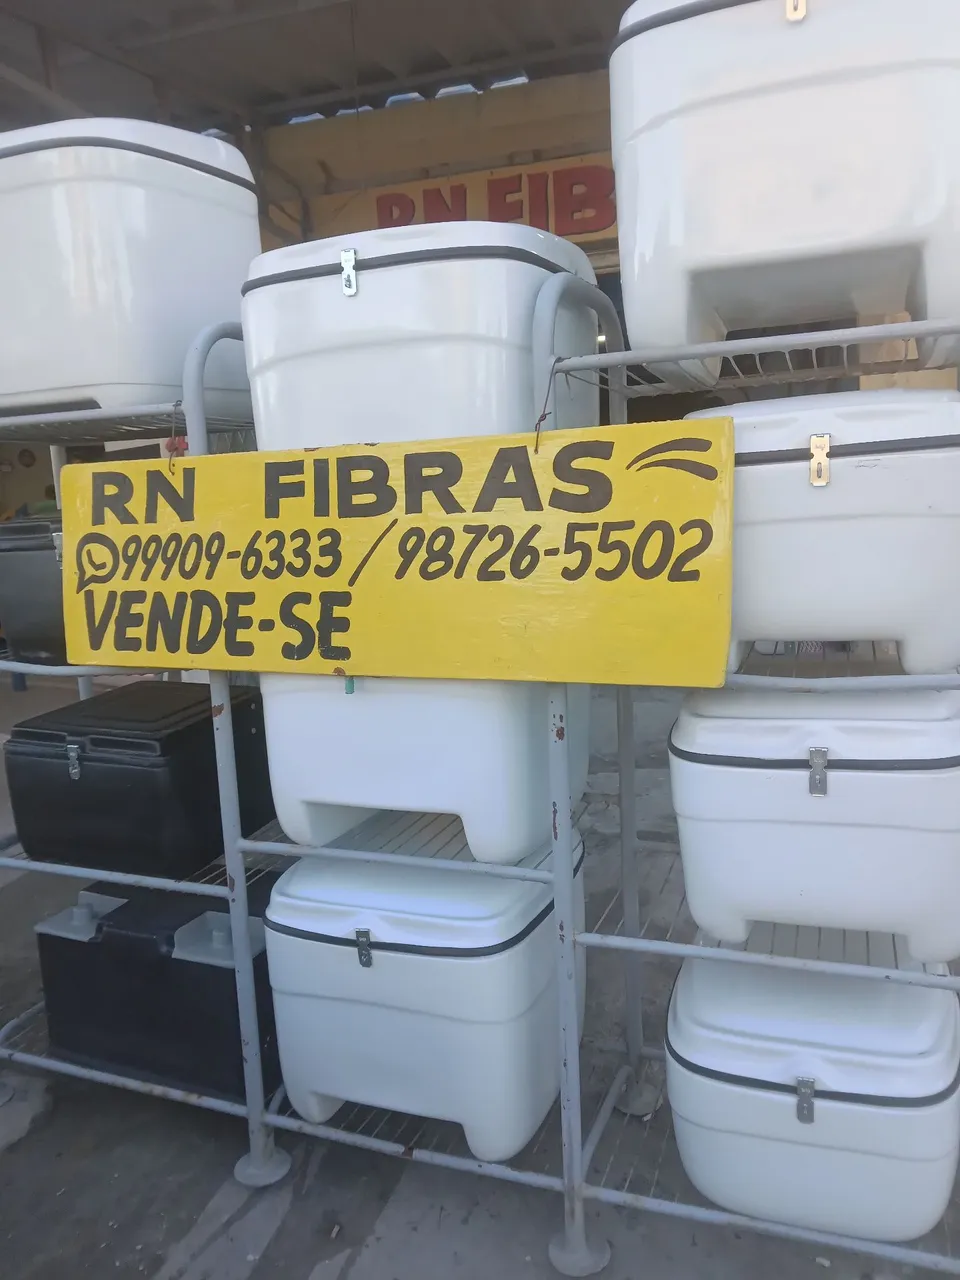 RN FIB
RN FIBRAS
99909-6333 / 98726-5502
VENDE-SE